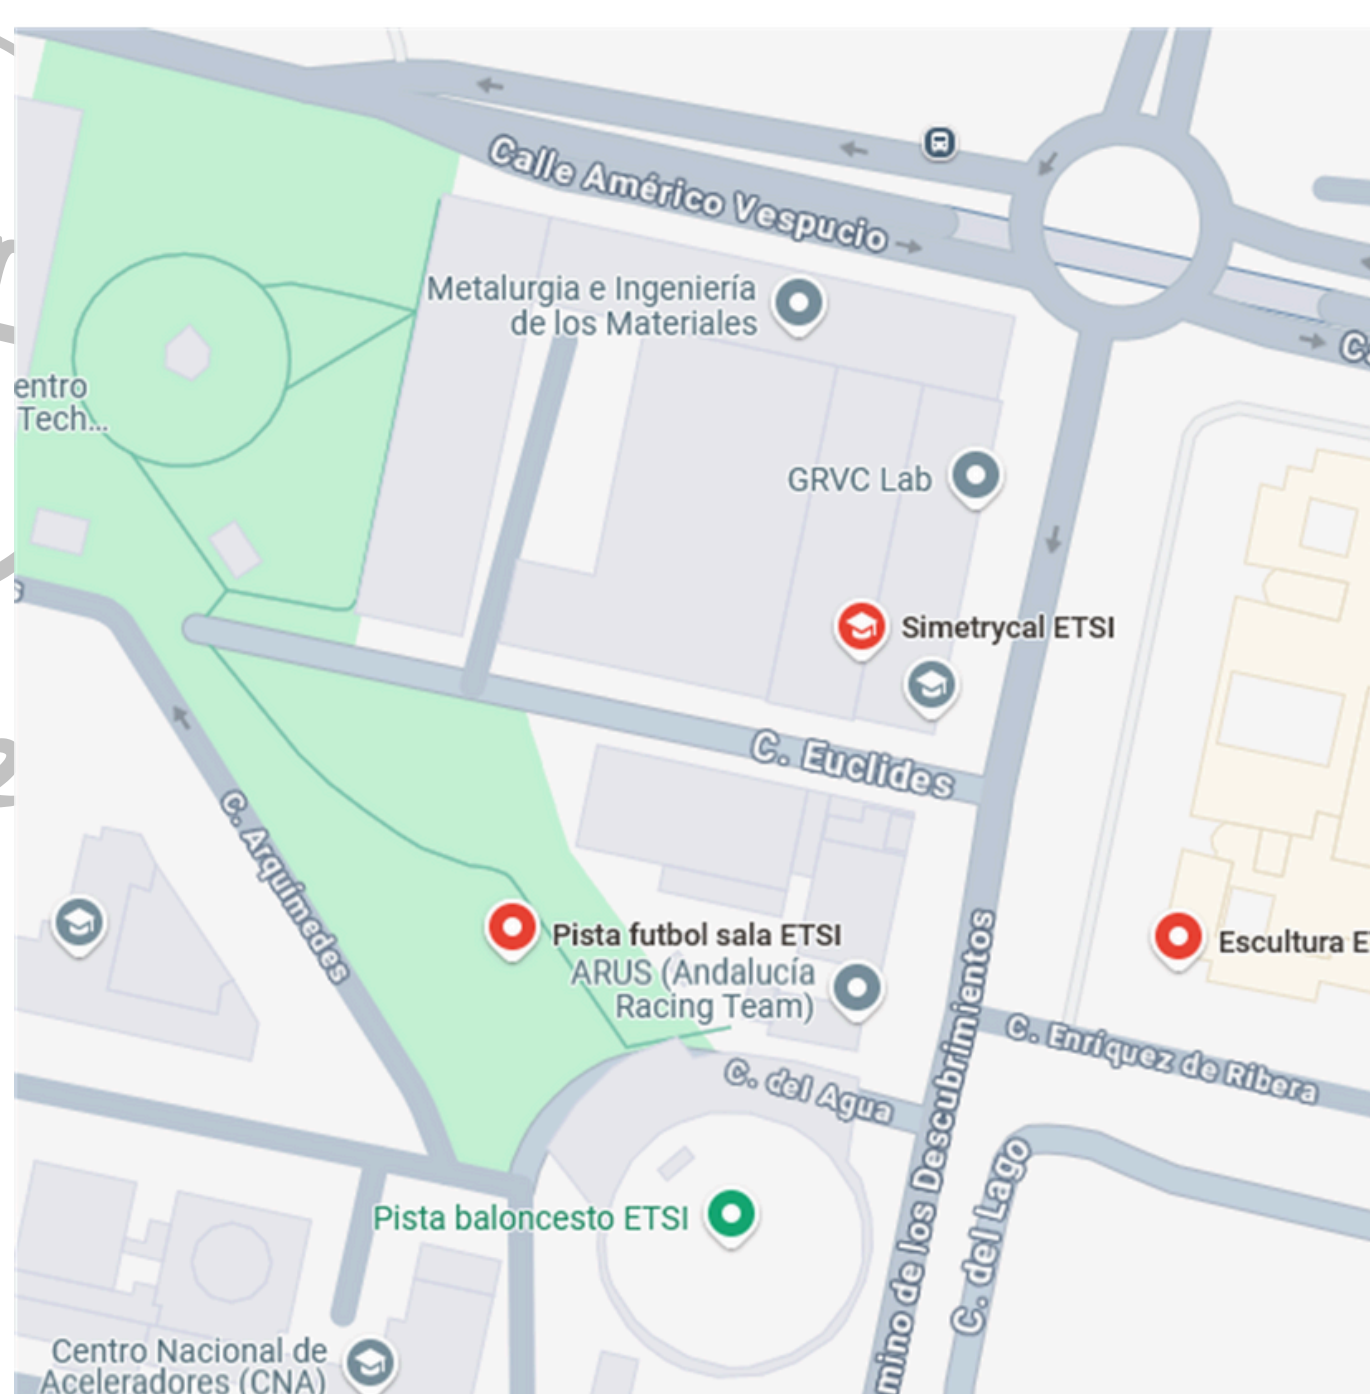 Calle Américo Vespucio
Metalurgia e Ingeniería
de los Materiales
entro
Tech...
GRVC Lab
Simetrycal ETSI
C. Euclides
C. Arquímedes
Pista futbol sala ETSI
Escultura E
ARUS (Andalucía
Racing Team)
C. Enríquez de Ribera
C. del Agua
mino de los Descubrimientos
C. del Lago
Pista baloncesto ETSI
Centro Nacional de
Aceleradores (CNA)